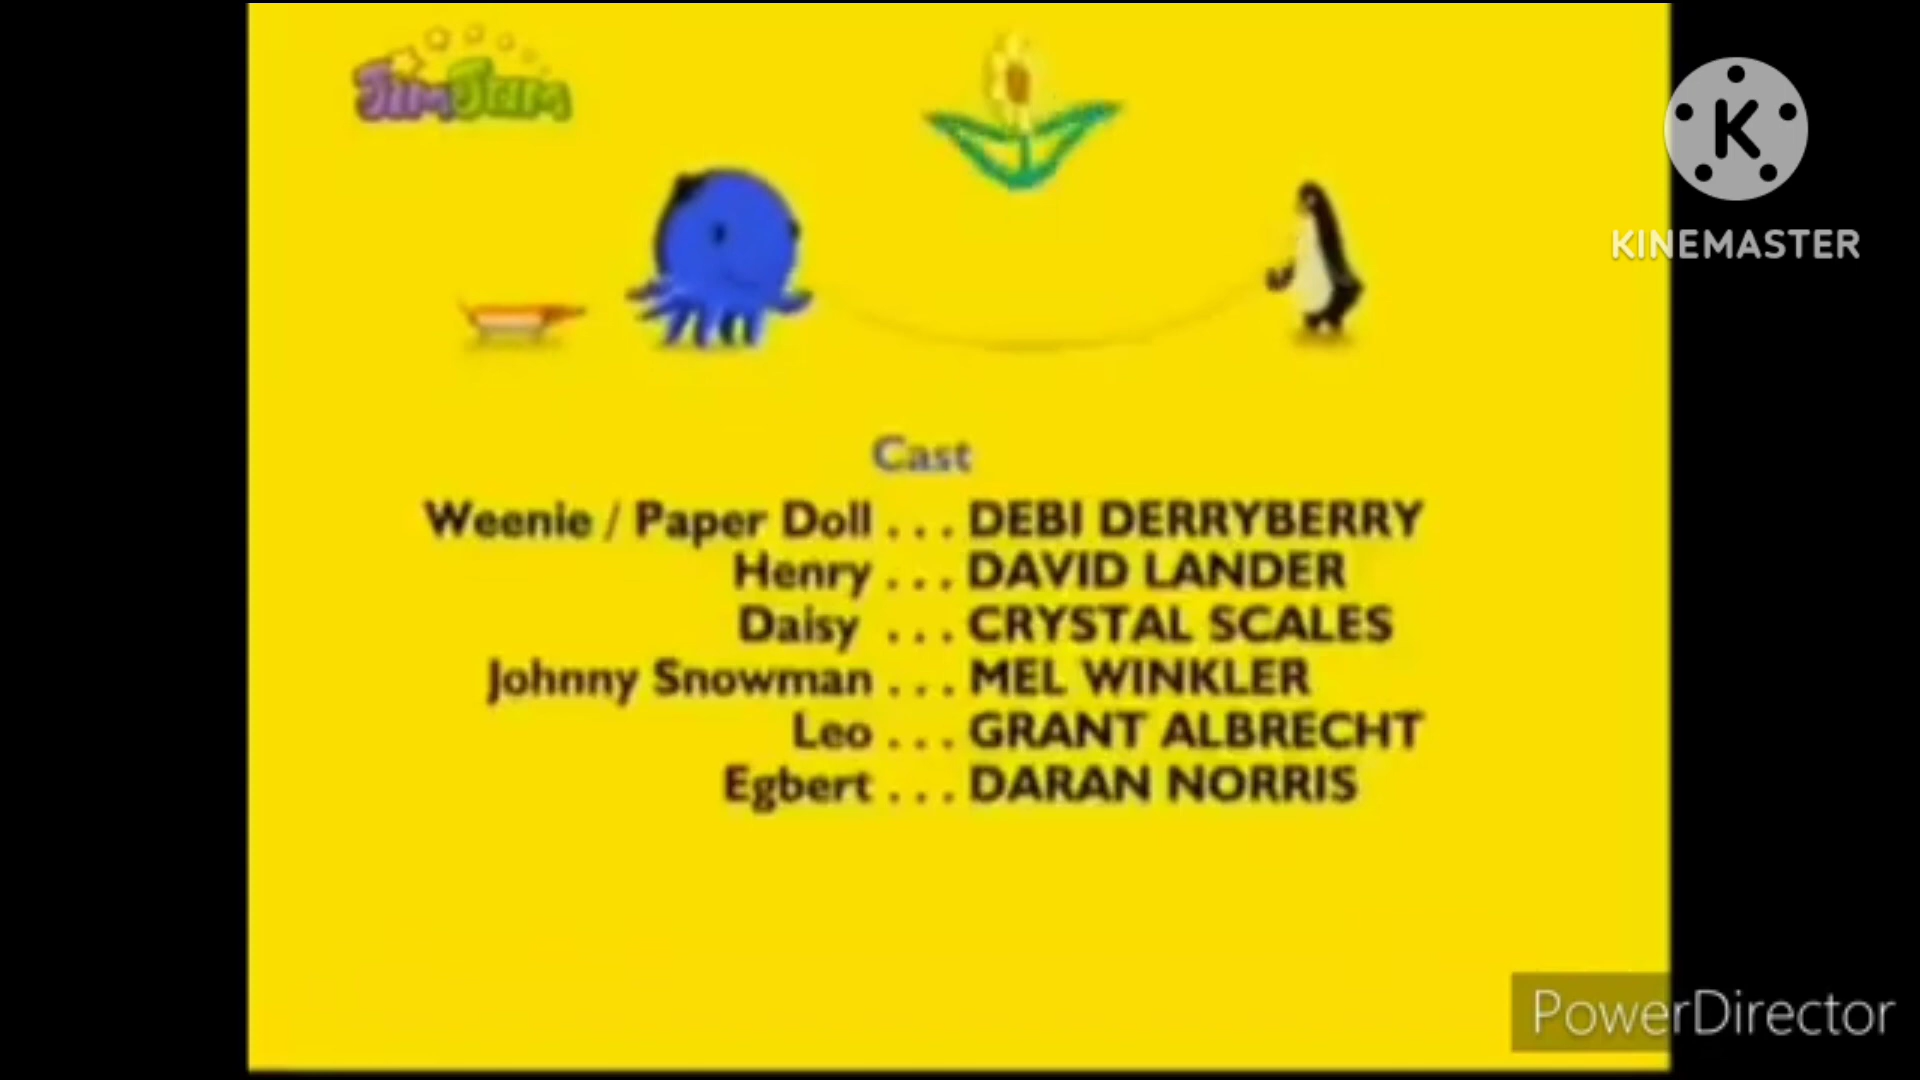 JimJam
K
KINEMASTER
Cast
Weenie / Paper Doll . . . DEBI DERRYBERRY
Henry . . . DAVID LANDER
Daisy . . . CRYSTAL SCALES
Johnny Snowman . . . MEL WINKLER
Leo . . . GRANT ALBRECHT
Egbert . . . DARAN NORRIS
PowerDirector